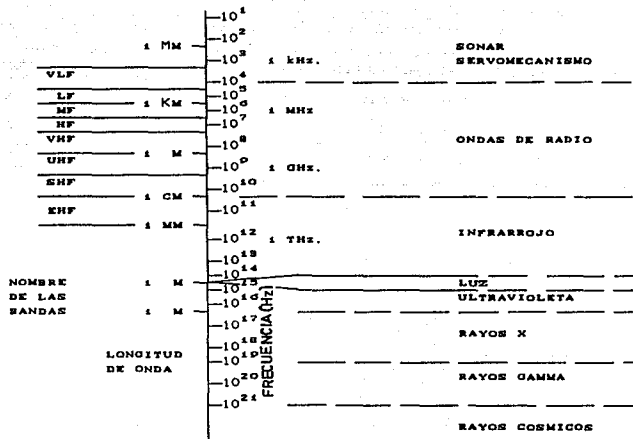 10¹
10²
1 Mm
SONAR
10³
1 kHz.
SERVOMECANISMO
VLF
10⁴
LF
10⁵
1 KM
MF
10⁶
1 MHz
HF
10⁷
VHF
10⁸
ONDAS DE RADIO
1 M
UHF
10⁹
1 GHz.
SHF
10¹⁰
1 CM
EHF
10¹¹
1 MM
INFRARROJO
10¹²
1 THz.
10¹³
10¹⁴
NOMBRE
1 M
10¹⁵
LUZ
DE LAS
10¹⁶
ULTRAVIOLETA
BANDAS
1 M
10¹⁷
RAYOS X
10¹⁸
LONGITUD
DE ONDA
10¹⁹
FRECUENCIA (Hz)
10²⁰
RAYOS GAMMA
10²¹
RAYOS COSMICOS